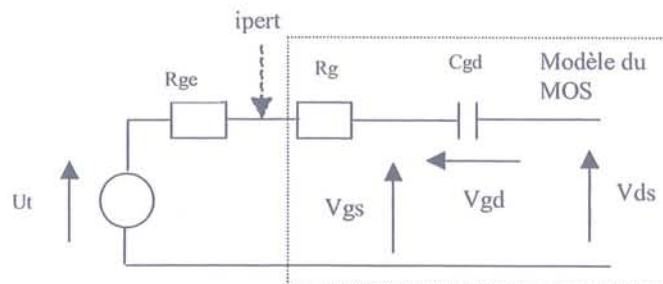 ipert
Rge
Rg
Cgd
Modèle du
MOS
Ut
Vgs
Vgd
Vds